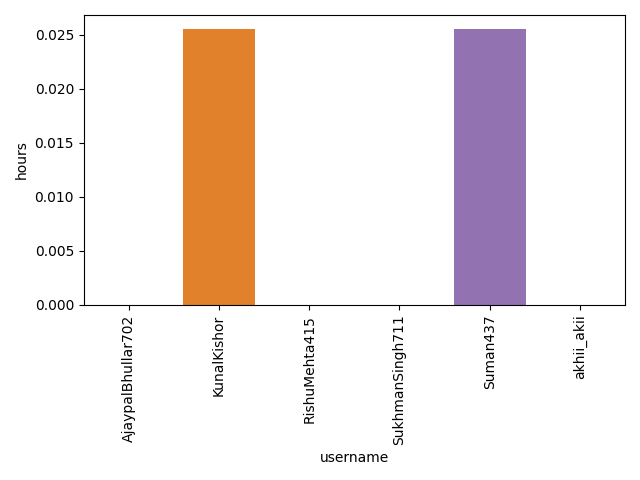 0.025
0.020
0.015
0.010
0.005
0.000
hours
AjaypalBhullar702
KunalKishor
RishuMehta415
SukhmanSingh711
Suman437
akhii_akii
username